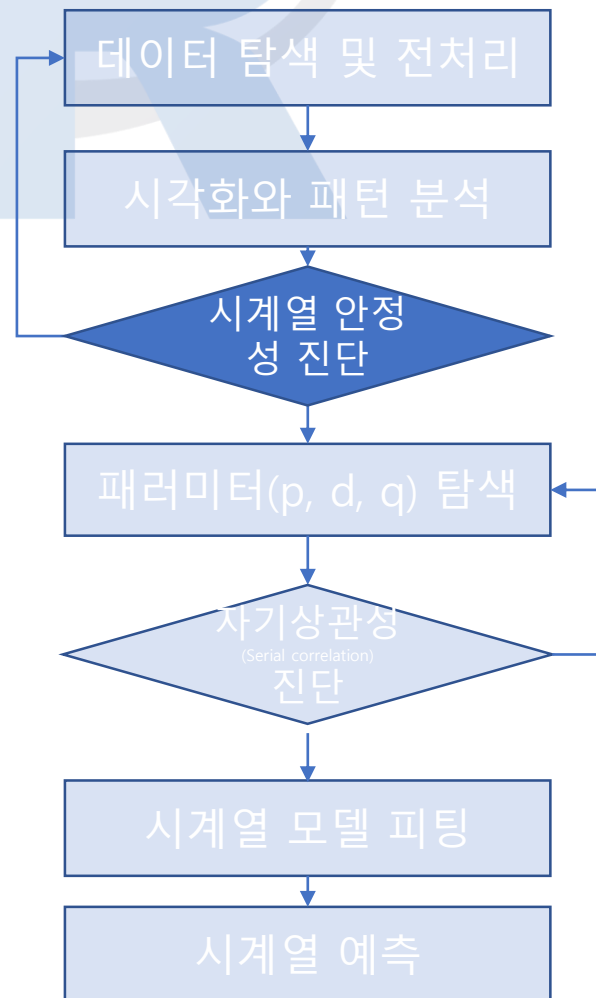 데이터 탐색 및 전처리
시각화와 패턴 분석
시계열 안정
성 진단
패러미터(p, d, q) 탐색
자기상관성
(Serial correlation)
진단
시계열 모델 피팅
시계열 예측